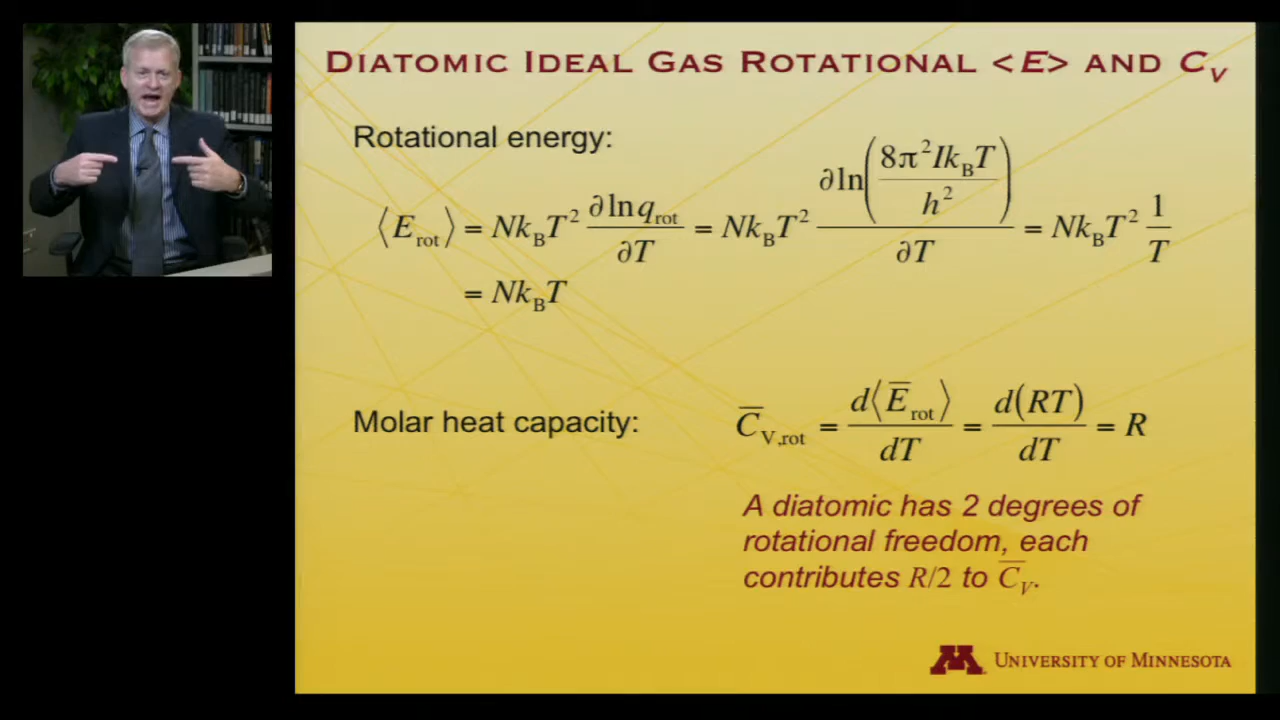 DIATOMIC IDEAL GAS ROTATIONAL <E> AND C_V
Rotational energy:
⟨E_rot⟩ = Nk_BT² ∂ ln q_rot / ∂T = Nk_BT² ∂ ln(8π²Ik_BT / h²) / ∂T = Nk_BT² 1/T
= Nk_BT
Molar heat capacity: C̅_V,rot = d⟨E̅_rot⟩ / dT = d(RT) / dT = R
A diatomic has 2 degrees of
rotational freedom, each
contributes R/2 to C̅_V.
M UNIVERSITY OF MINNESOTA